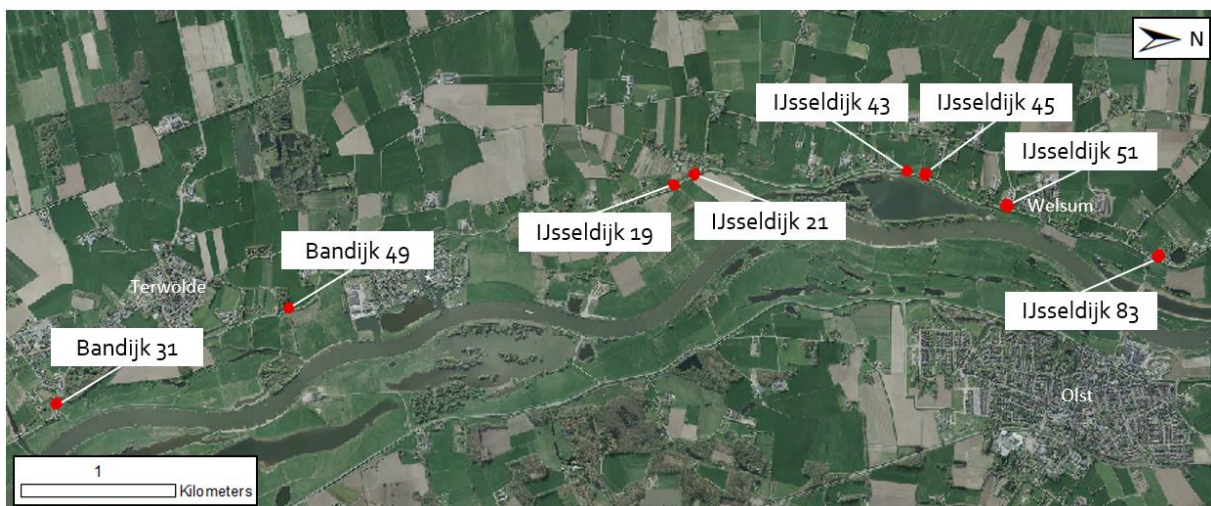 N
IJsseldijk 43
IJsseldijk 45
IJsseldijk 51
Welsum
IJsseldijk 19
IJsseldijk 21
Bandijk 49
Terwolde
IJsseldijk 83
Bandijk 31
Olst
1
Kilometers